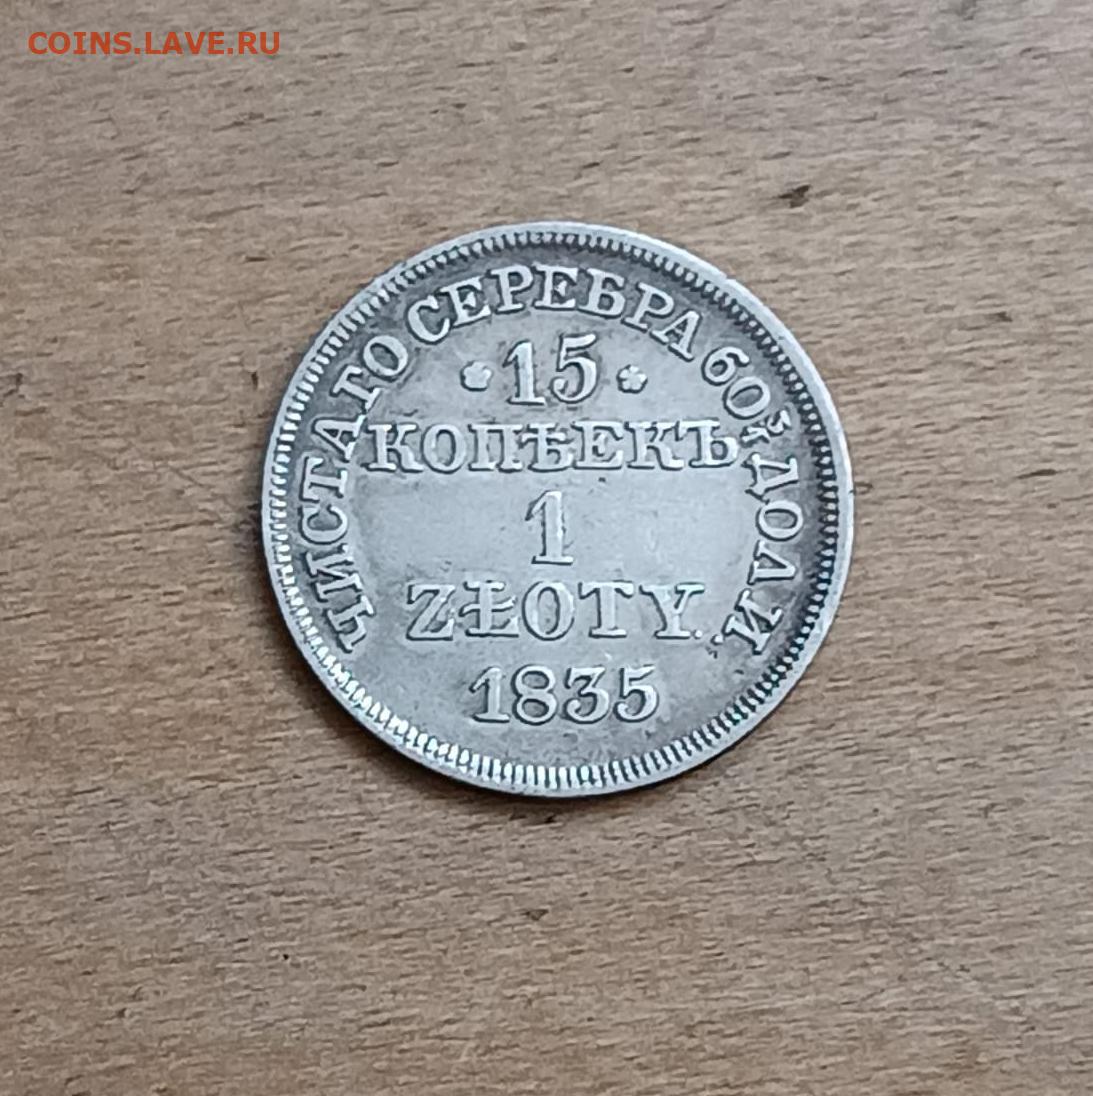 COINS.LAVE.RU
ЧИСТАГО СЕРЕБРА 60¾ ДОЛИ
15
КОПѢЕКЪ
1
ZŁOTY.
1835